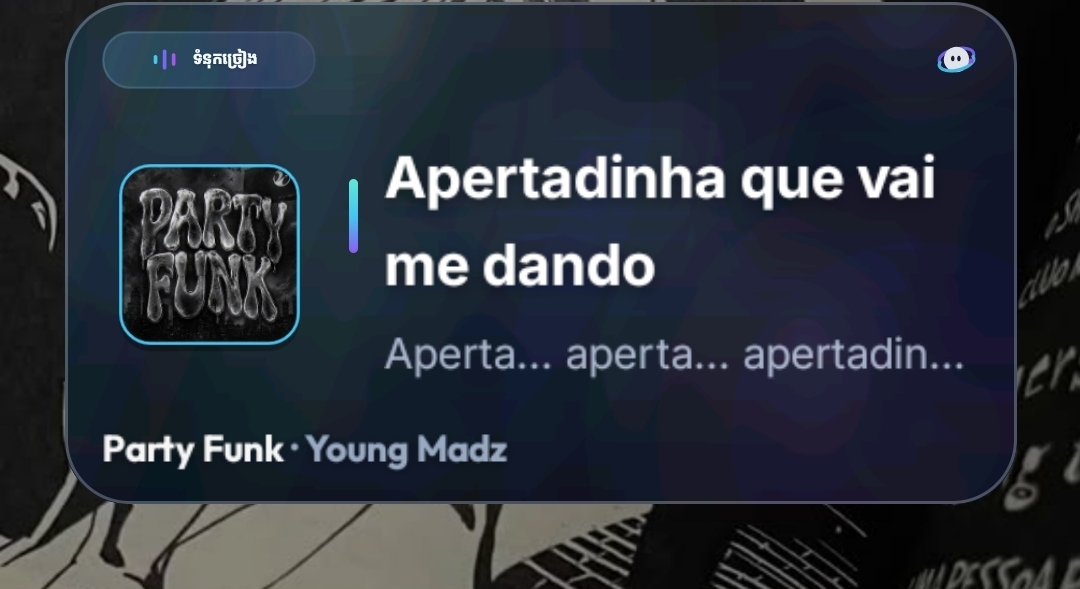 ទំនុកច្រៀង
PARTY
FUNK
Apertadinha que vai
me dando
Aperta... aperta... apertadin...
Party Funk · Young Madz